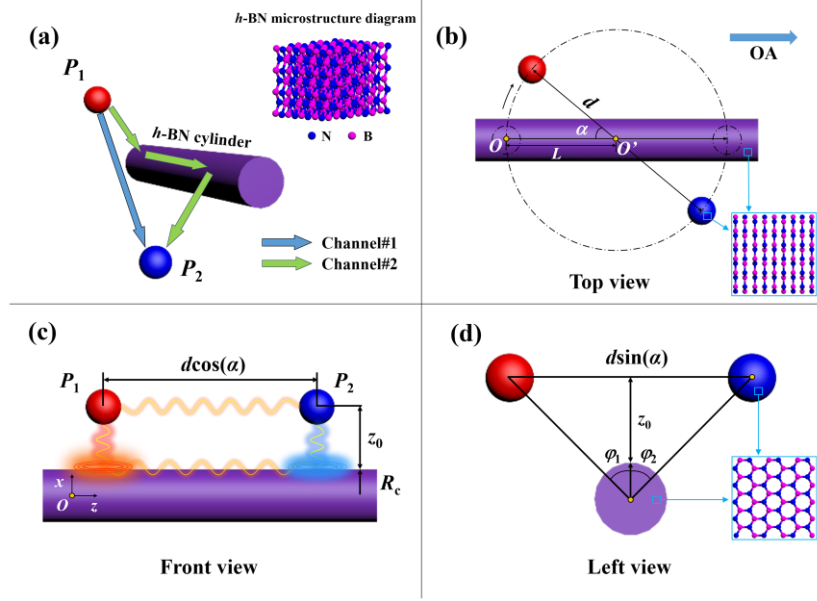 (a)
h-BN microstructure diagram
P1
N B
h-BN cylinder
Channel#1
Channel#2
P2
(b)
OA
d
α
O
L
O'
Top view
(c)
dcos(α)
P1
P2
z0
x
O
z
Rc
Front view
(d)
dsin(α)
z0
φ1 φ2
Left view